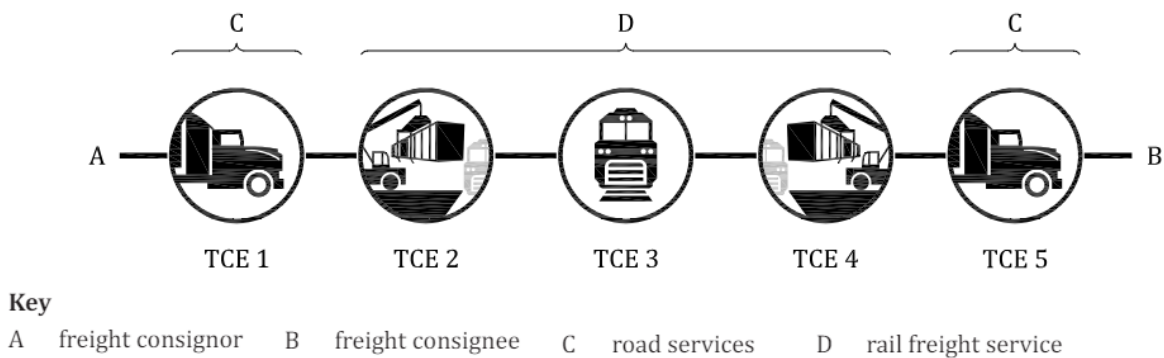 C D C
A B
TCE 1 TCE 2 TCE 3 TCE 4 TCE 5
Key
A freight consignor B freight consignee C road services D rail freight service